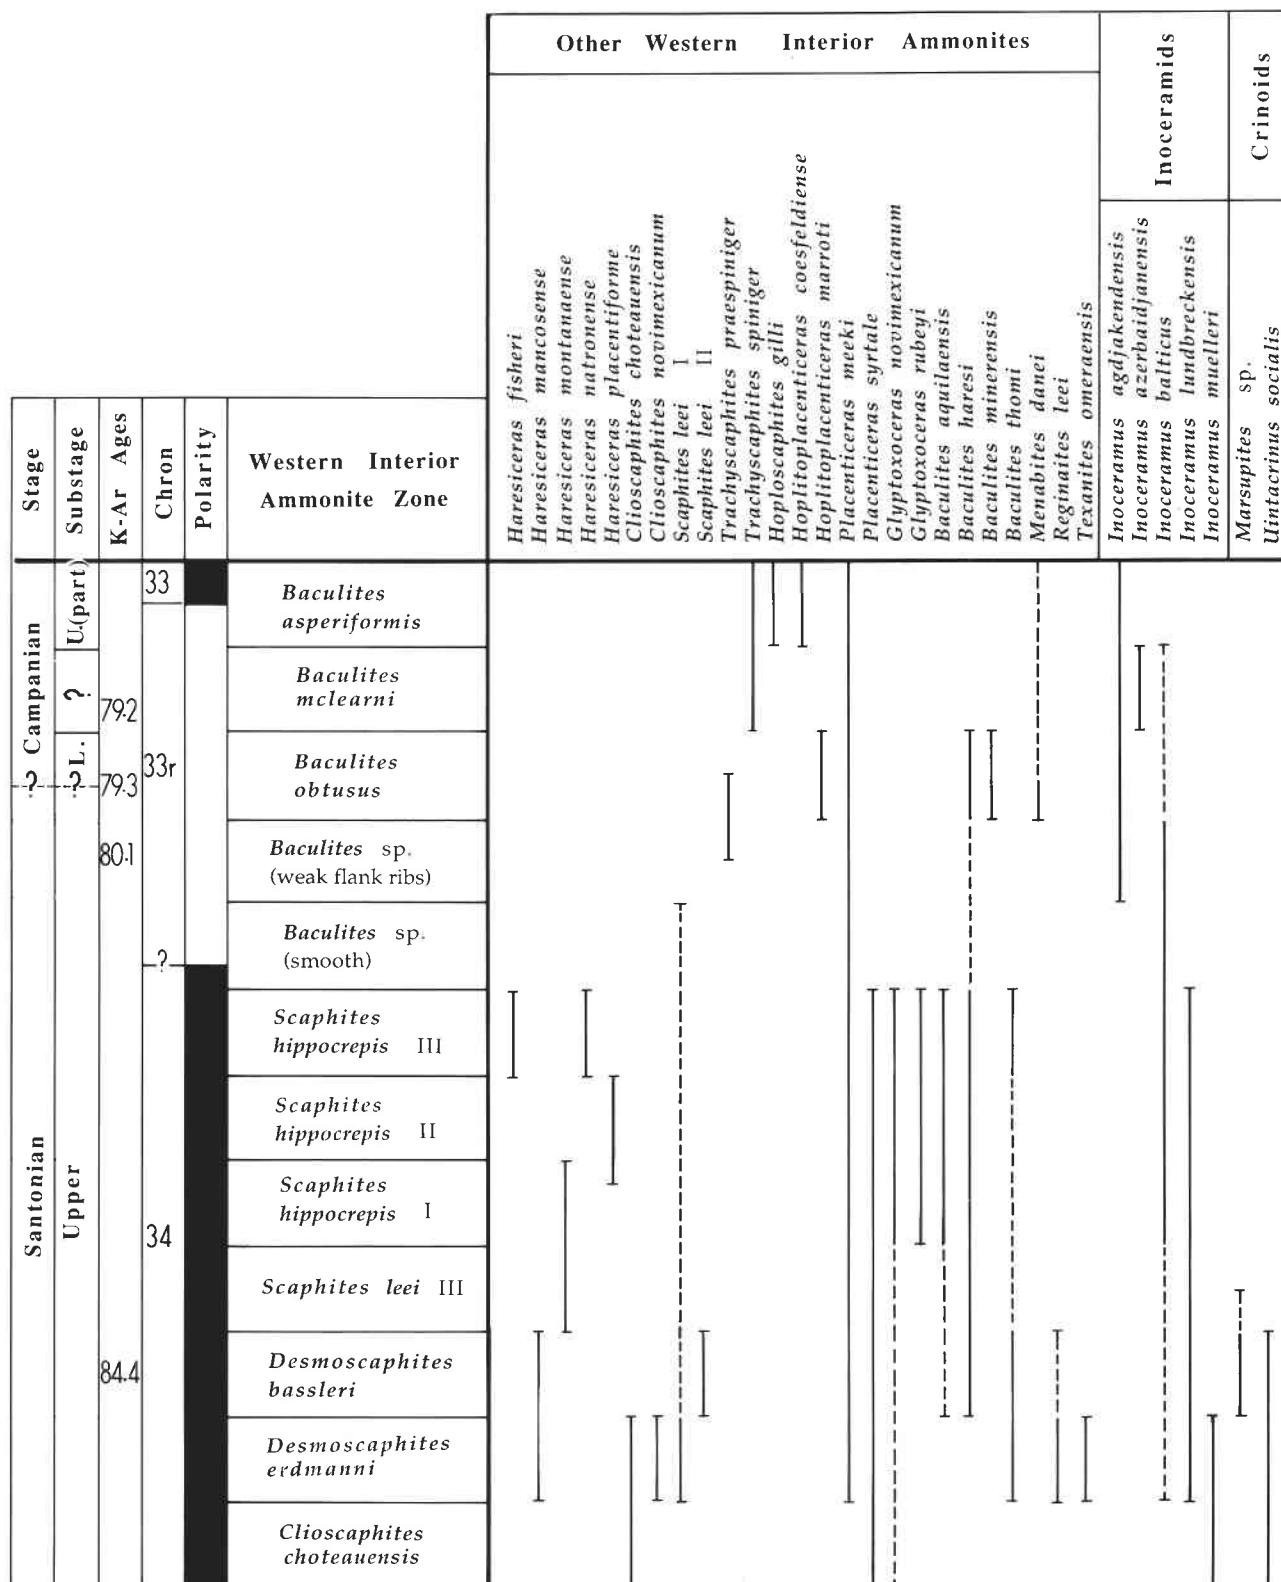 Other Western Interior Ammonites
Inoceramids
Crinoids
Stage
Substage
K-Ar Ages
Chron
Polarity
Western Interior
Ammonite Zone
Haresiceras fisheri
Haresiceras mancosense
Haresiceras montanaense
Haresiceras natronense
Haresiceras placentiforme
Clioscaphites choteauensis
Clioscaphites novimexicanum
Scaphites leei I
Scaphites leei II
Trachyscaphites praespiniger
Trachyscaphites spiniger
Hoploscaphites gilli
Hoplitoplacenticeras coesfeldiense
Hoplitoplacenticeras marroti
Placenticeras meeki
Placenticeras syrtale
Glyptoxoceras novimexicanum
Glyptoxoceras rubeyi
Baculites aquilaensis
Baculites haresi
Baculites minerensis
Baculites thomi
Menabites danei
Reginaites leei
Texanites omeraensis
Inoceramus agdjakendensis
Inoceramus azerbaidjanensis
Inoceramus balticus
Inoceramus lundbreckensis
Inoceramus muelleri
Marsupites sp.
Uintacrinus socialis
Campanian
?
Santonian
U.(part)
?
L.
?
Upper
79.2
79.3
80.1
84.4
33
33r
?
34
Baculites
asperiformis
Baculites
mclearni
Baculites
obtusus
Baculites sp.
(weak flank ribs)
Baculites sp.
(smooth)
Scaphites
hippocrepis III
Scaphites
hippocrepis II
Scaphites
hippocrepis I
Scaphites leei III
Desmoscaphites
bassleri
Desmoscaphites
erdmanni
Clioscaphites
choteauensis